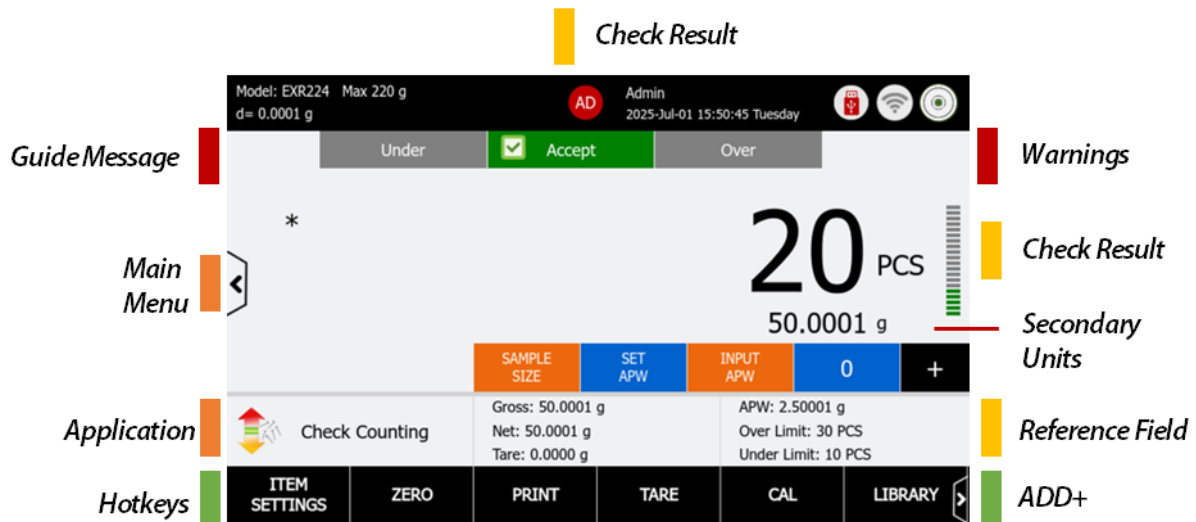 Check Result
Model: EXR224 Max 220 g
d= 0.0001 g
AD
Admin
2025-Jul-01 15:50:45 Tuesday
Guide Message
Under
Accept
Over
Warnings
*
20 PCS
Check Result
Main
Menu
50.0001 g
Secondary
Units
SAMPLE
SIZE
SET
APW
INPUT
APW
0
+
Application
Check Counting
Gross: 50.0001 g
Net: 50.0001 g
Tare: 0.0000 g
APW: 2.50001 g
Over Limit: 30 PCS
Under Limit: 10 PCS
Reference Field
Hotkeys
ITEM
SETTINGS
ZERO
PRINT
TARE
CAL
LIBRARY
ADD+